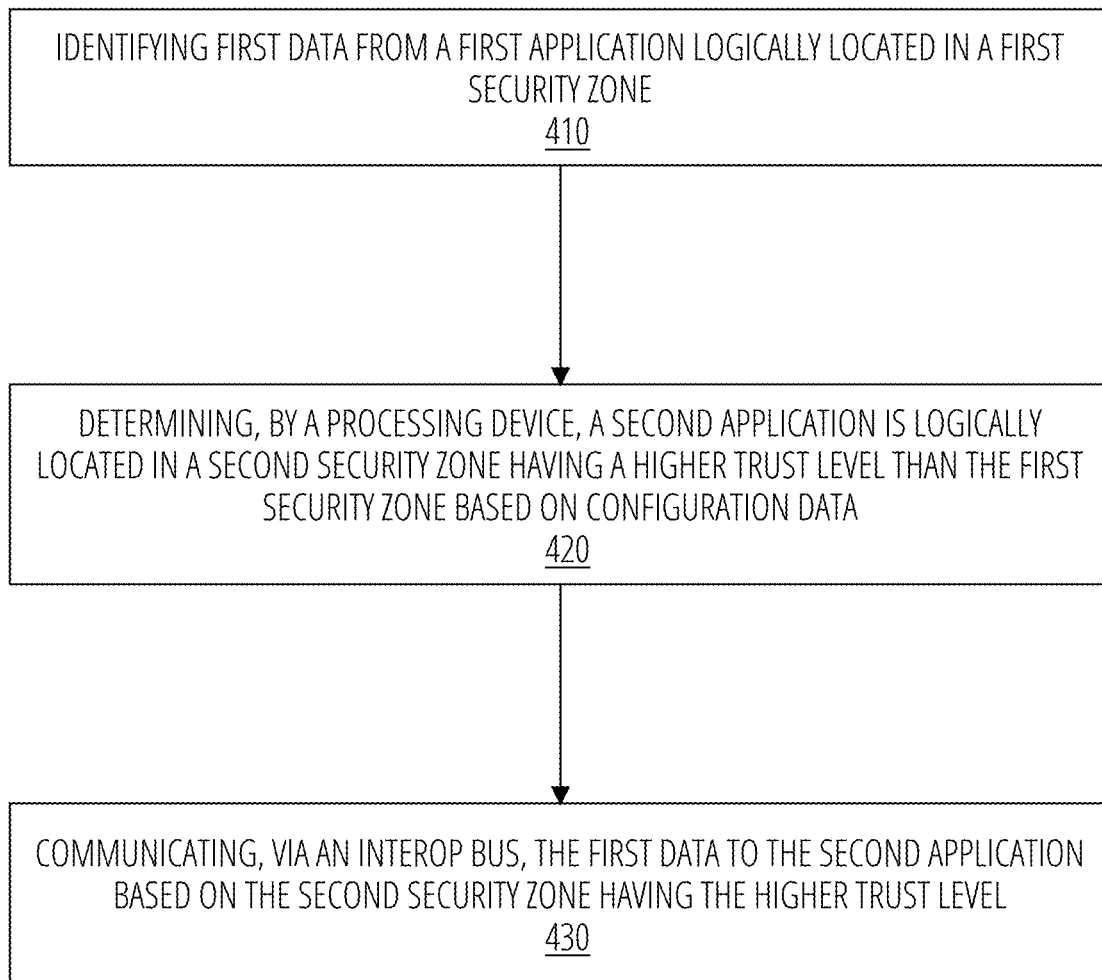 IDENTIFYING FIRST DATA FROM A FIRST APPLICATION LOGICALLY LOCATED IN A FIRST
SECURITY ZONE
410
DETERMINING, BY A PROCESSING DEVICE, A SECOND APPLICATION IS LOGICALLY
LOCATED IN A SECOND SECURITY ZONE HAVING A HIGHER TRUST LEVEL THAN THE FIRST
SECURITY ZONE BASED ON CONFIGURATION DATA
420
COMMUNICATING, VIA AN INTEROP BUS, THE FIRST DATA TO THE SECOND APPLICATION
BASED ON THE SECOND SECURITY ZONE HAVING THE HIGHER TRUST LEVEL
430